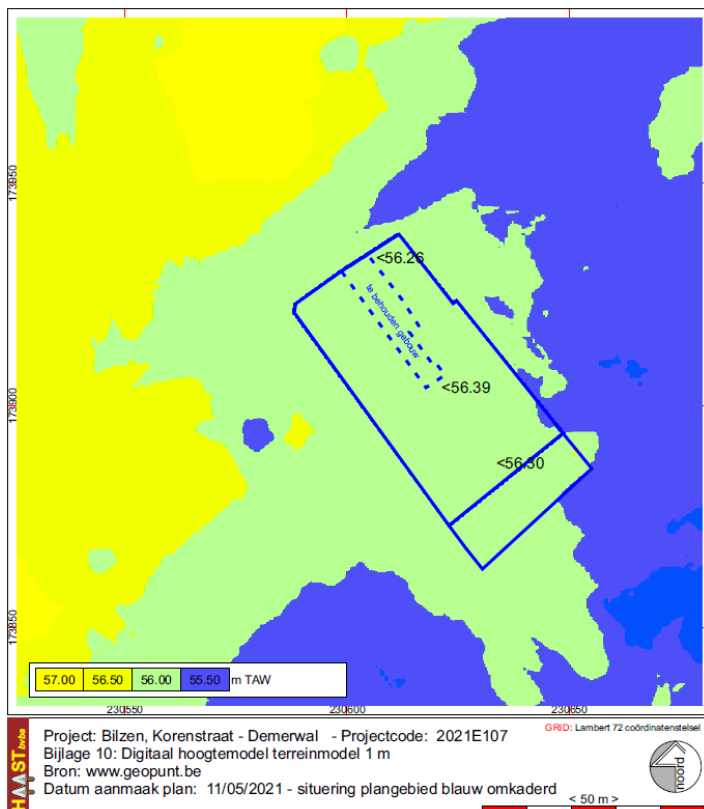 173950
173900
173850
<56.26
te behouden gebouw
<56.39
<56.30
57.00 56.50 56.00 55.50 m TAW
230550 230600 230650
HAAST bvba
Project: Bilzen, Korenstraat - Demerwal - Projectcode: 2021E107
Bijlage 10: Digitaal hoogtemodel terreinmodel 1 m
Bron: www.geopunt.be
Datum aanmaak plan: 11/05/2021 - situering plangebied blauw omkaderd
GRID: Lambert 72 coördinatenstelsel
noord
< 50 m >